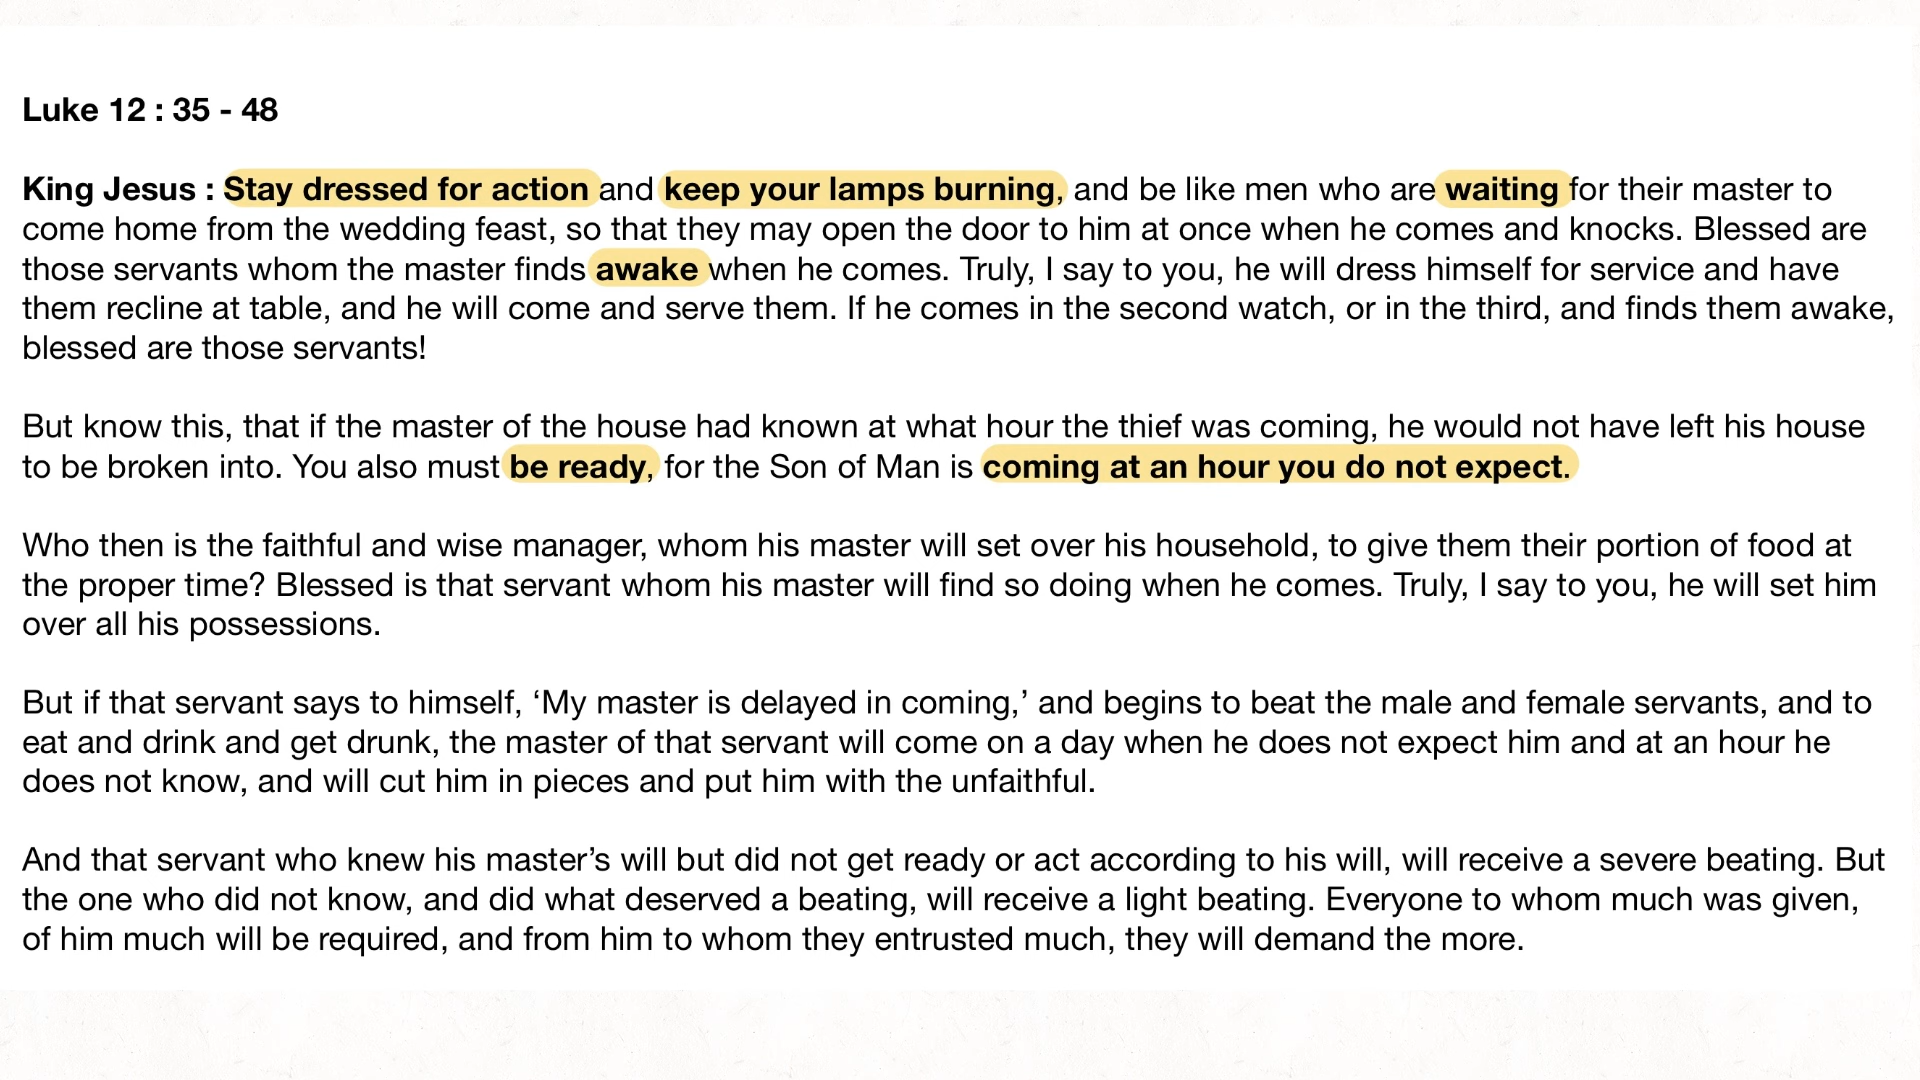 Luke 12 : 35 - 48
King Jesus : Stay dressed for action and keep your lamps burning, and be like men who are waiting for their master to
come home from the wedding feast, so that they may open the door to him at once when he comes and knocks. Blessed are
those servants whom the master finds awake when he comes. Truly, I say to you, he will dress himself for service and have
them recline at table, and he will come and serve them. If he comes in the second watch, or in the third, and finds them awake,
blessed are those servants!
But know this, that if the master of the house had known at what hour the thief was coming, he would not have left his house
to be broken into. You also must be ready, for the Son of Man is coming at an hour you do not expect.
Who then is the faithful and wise manager, whom his master will set over his household, to give them their portion of food at
the proper time? Blessed is that servant whom his master will find so doing when he comes. Truly, I say to you, he will set him
over all his possessions.
But if that servant says to himself, ‘My master is delayed in coming,’ and begins to beat the male and female servants, and to
eat and drink and get drunk, the master of that servant will come on a day when he does not expect him and at an hour he
does not know, and will cut him in pieces and put him with the unfaithful.
And that servant who knew his master’s will but did not get ready or act according to his will, will receive a severe beating. But
the one who did not know, and did what deserved a beating, will receive a light beating. Everyone to whom much was given,
of him much will be required, and from him to whom they entrusted much, they will demand the more.